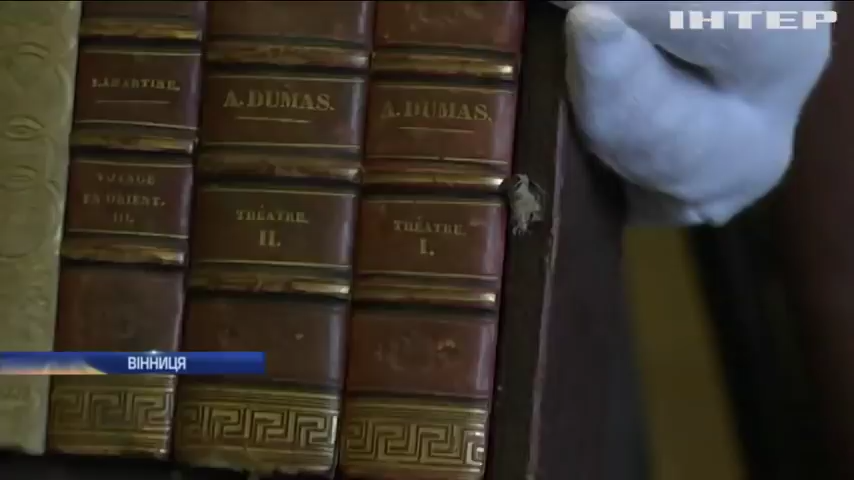 ІНТЕР
LAMARTINE.
VOYAGE
EN ORIENT.
III.
A. DUMAS.
THÉATRE.
II.
A. DUMAS.
THÉATRE.
I.
ВІННИЦЯ